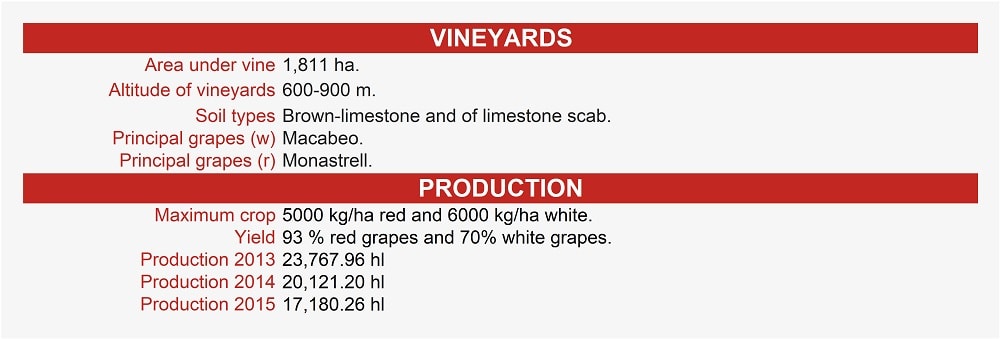 VINEYARDS
Area under vine 1,811 ha.
Altitude of vineyards 600-900 m.
Soil types Brown-limestone and of limestone scab.
Principal grapes (w) Macabeo.
Principal grapes (r) Monastrell.
PRODUCTION
Maximum crop 5000 kg/ha red and 6000 kg/ha white.
Yield 93 % red grapes and 70% white grapes.
Production 2013 23,767.96 hl
Production 2014 20,121.20 hl
Production 2015 17,180.26 hl